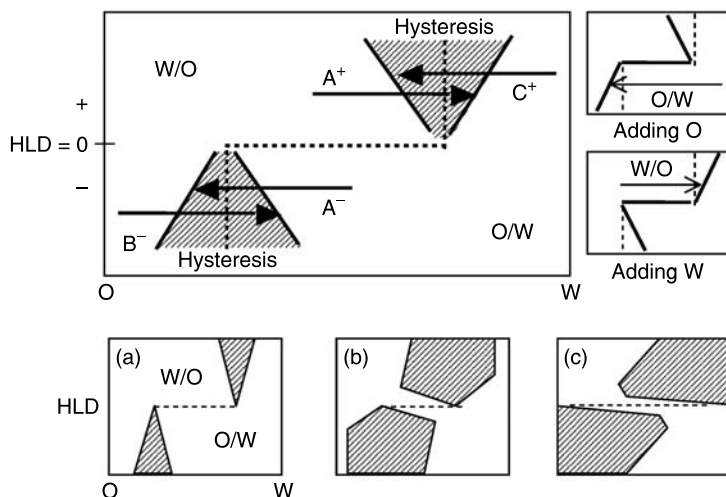 Hysteresis
W/O
A⁺
C⁺
+
HLD = 0
−
A⁻
B⁻
O/W
Hysteresis
O
W
O/W
Adding O
W/O
Adding W
(a)
(b)
(c)
W/O
HLD
O/W
O
W